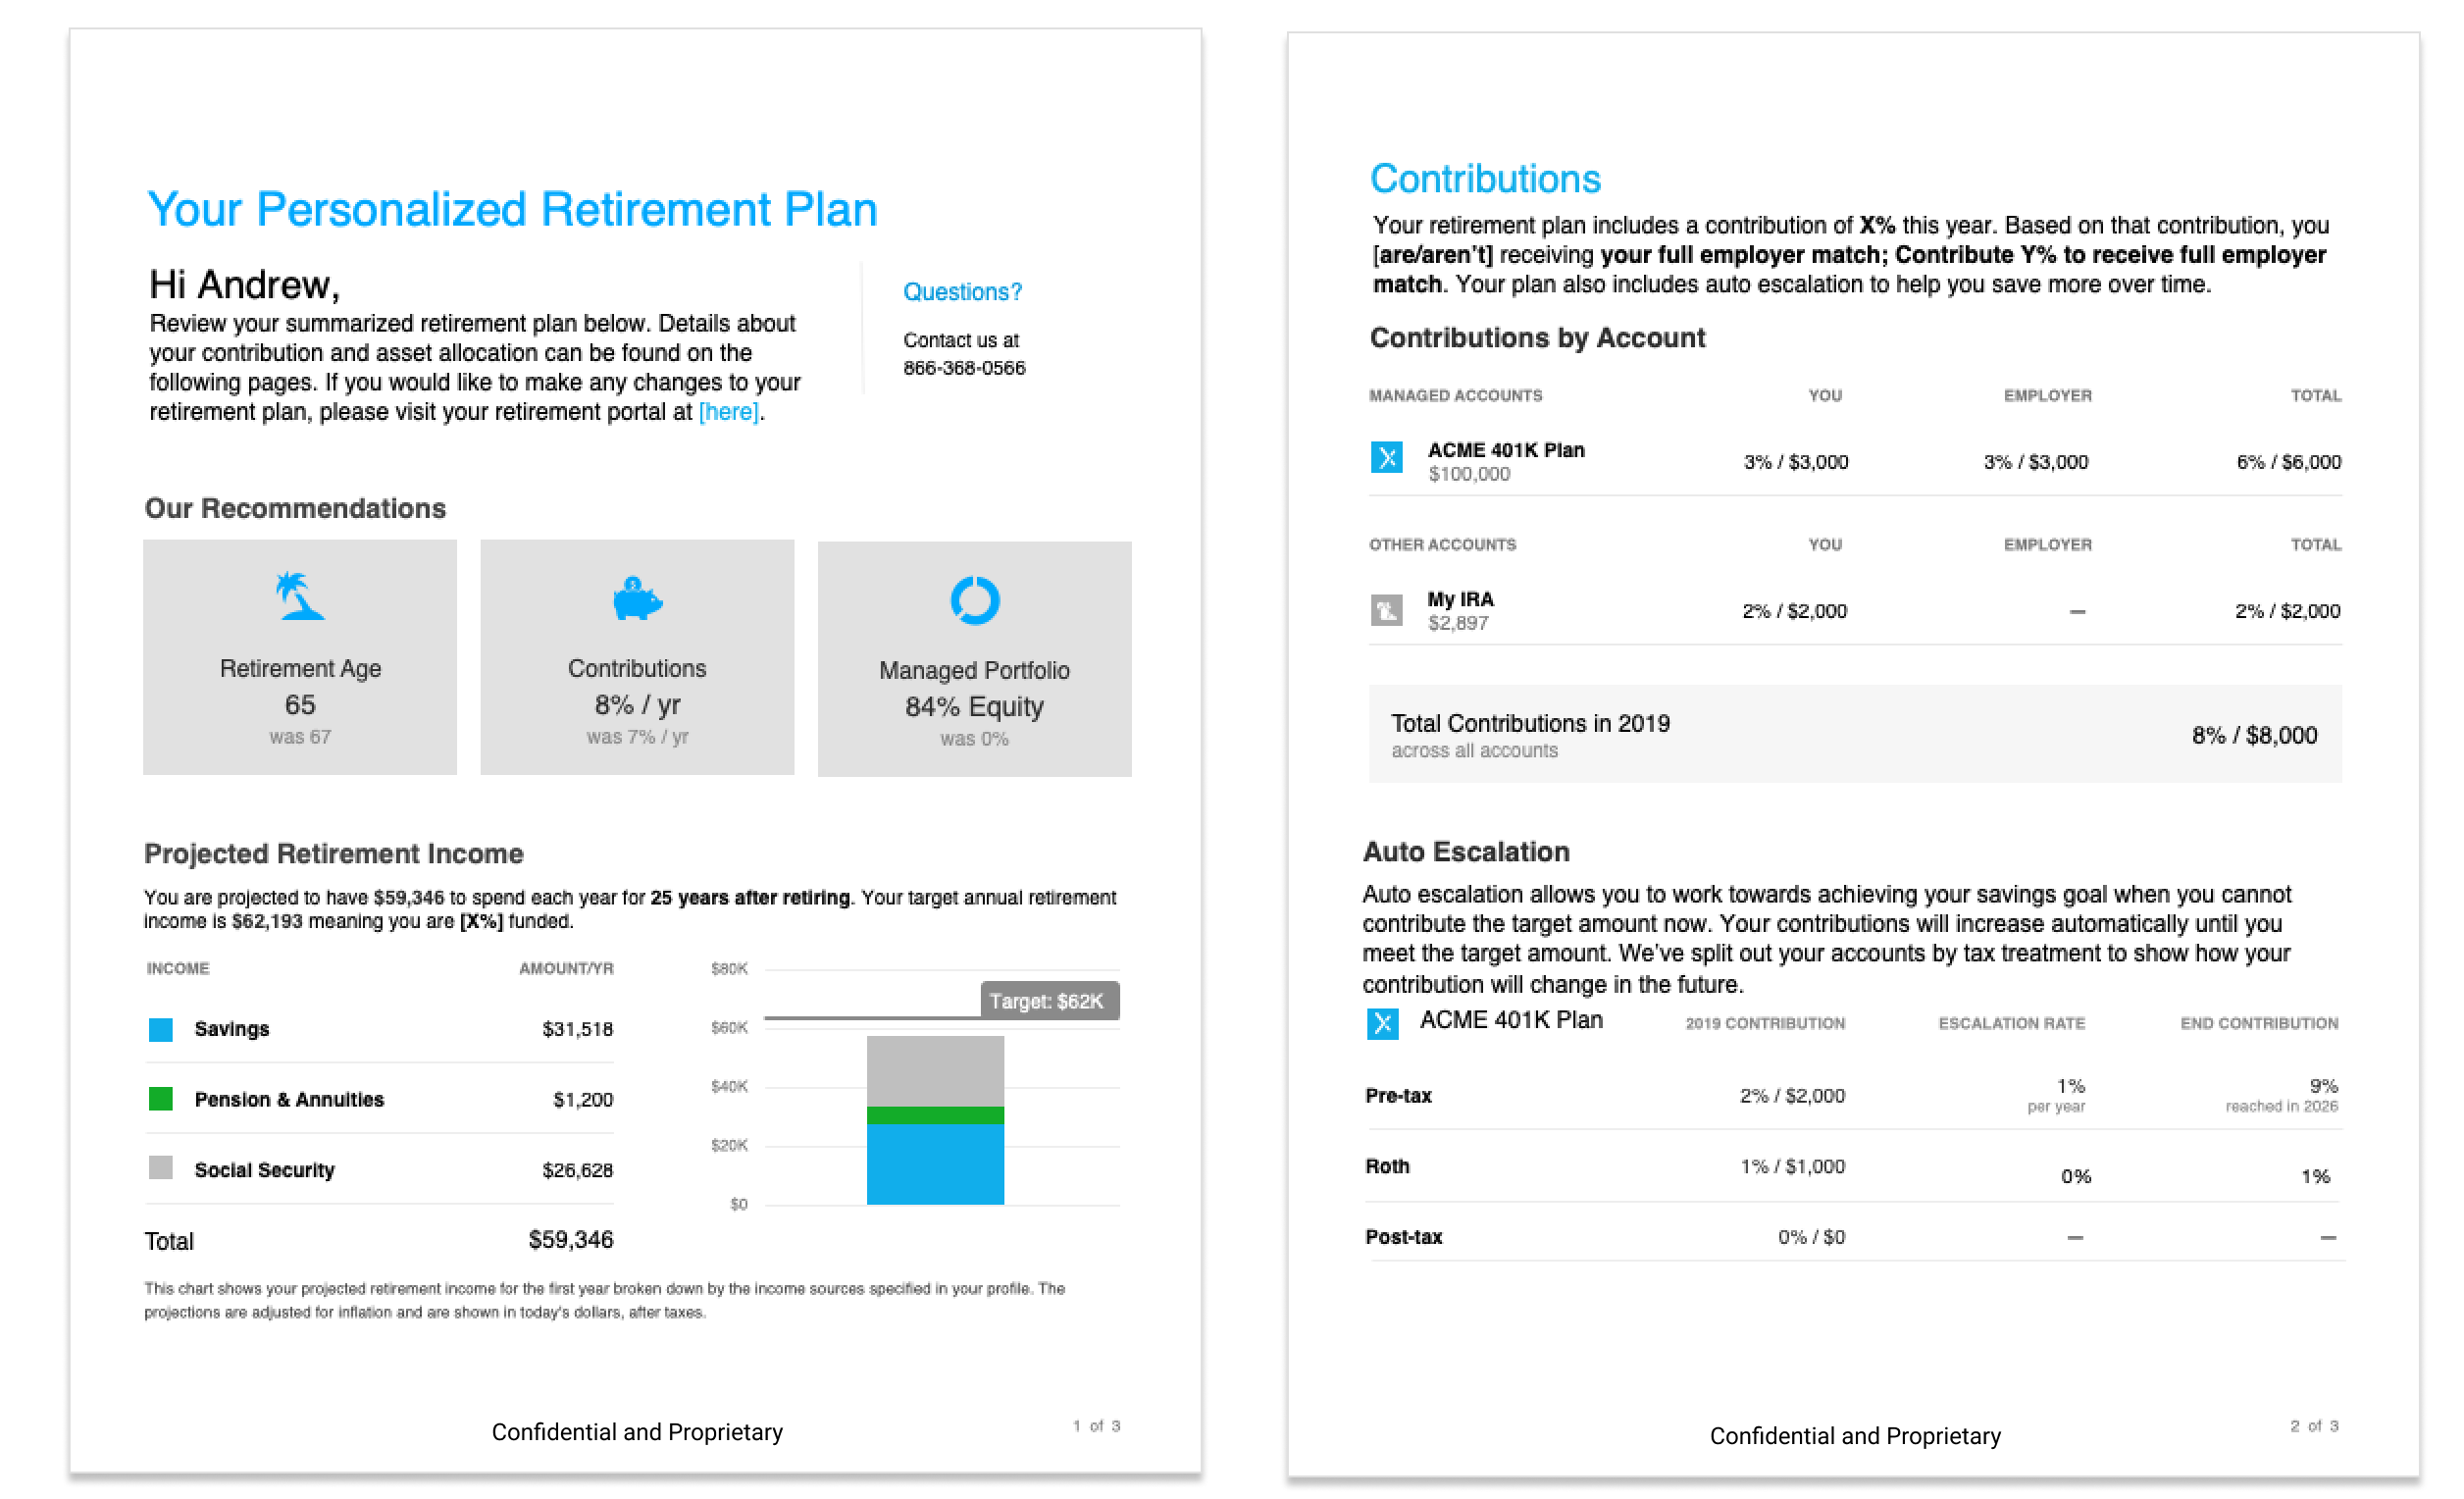 Your Personalized Retirement Plan
Hi Andrew,
Review your summarized retirement plan below. Details about
your contribution and asset allocation can be found on the
following pages. If you would like to make any changes to your
retirement plan, please visit your retirement portal at [here].
Questions?
Contact us at
866-368-0566
Our Recommendations
Retirement Age
65
was 67
Contributions
8% / yr
was 7% / yr
Managed Portfolio
84% Equity
was 0%
Projected Retirement Income
You are projected to have $59,346 to spend each year for 25 years after retiring. Your target annual retirement
income is $62,193 meaning you are [X%] funded.
INCOME AMOUNT/YR
Savings $31,518
Pension & Annuities $1,200
Social Security $26,628
Total $59,346
$80K
Target: $62K
$60K
$40K
$20K
$0
This chart shows your projected retirement income for the first year broken down by the income sources specified in your profile. The
projections are adjusted for inflation and are shown in today's dollars, after taxes.
Confidential and Proprietary
1 of 3
Contributions
Your retirement plan includes a contribution of X% this year. Based on that contribution, you
[are/aren't] receiving your full employer match; Contribute Y% to receive full employer
match. Your plan also includes auto escalation to help you save more over time.
Contributions by Account
MANAGED ACCOUNTS YOU EMPLOYER TOTAL
ACME 401K Plan 3% / $3,000 3% / $3,000 6% / $6,000
$100,000
OTHER ACCOUNTS YOU EMPLOYER TOTAL
My IRA 2% / $2,000 — 2% / $2,000
$2,897
Total Contributions in 2019 8% / $8,000
across all accounts
Auto Escalation
Auto escalation allows you to work towards achieving your savings goal when you cannot
contribute the target amount now. Your contributions will increase automatically until you
meet the target amount. We've split out your accounts by tax treatment to show how your
contribution will change in the future.
ACME 401K Plan 2019 CONTRIBUTION ESCALATION RATE END CONTRIBUTION
Pre-tax 2% / $2,000 1% 9%
per year reached in 2026
Roth 1% / $1,000 0% 1%
Post-tax 0% / $0 — —
Confidential and Proprietary
2 of 3